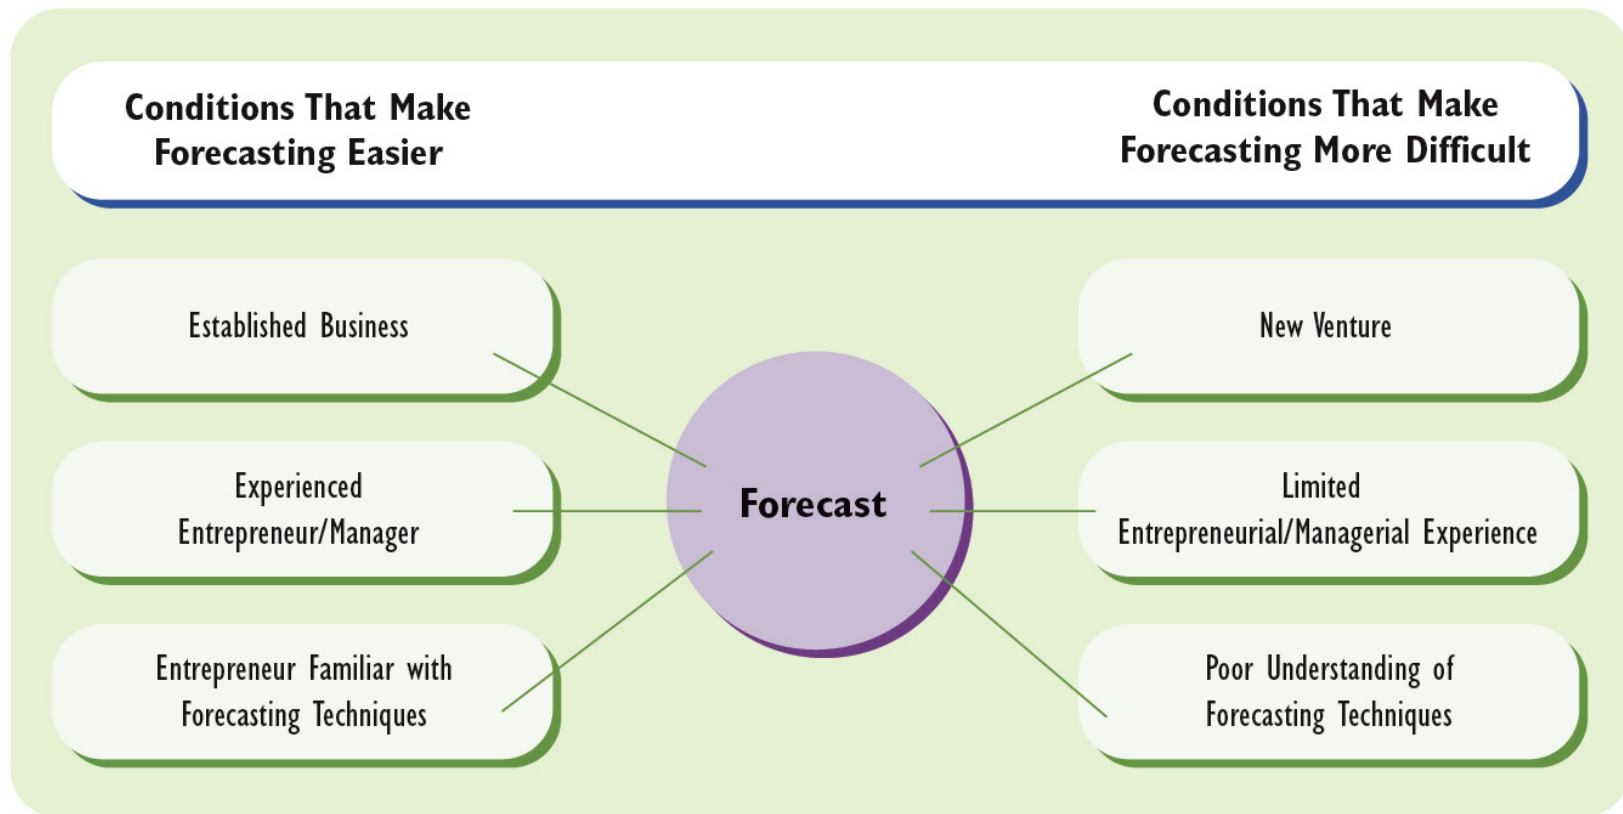 Conditions That Make
Forecasting Easier
Conditions That Make
Forecasting More Difficult
Established Business
New Venture
Experienced
Entrepreneur/Manager
Forecast
Limited
Entrepreneurial/Managerial Experience
Entrepreneur Familiar with
Forecasting Techniques
Poor Understanding of
Forecasting Techniques